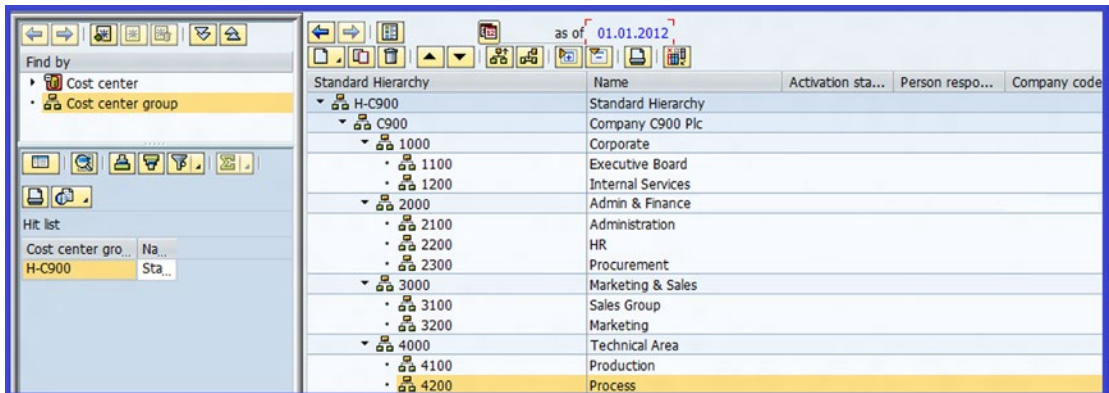 Find by
Cost center
Cost center group
Hit list
Cost center gro... Na...
H-C900 Sta...
as of 01.01.2012
Standard Hierarchy Name Activation sta... Person respo... Company code
H-C900 Standard Hierarchy
C900 Company C900 Plc
1000 Corporate
1100 Executive Board
1200 Internal Services
2000 Admin & Finance
2100 Administration
2200 HR
2300 Procurement
3000 Marketing & Sales
3100 Sales Group
3200 Marketing
4000 Technical Area
4100 Production
4200 Process